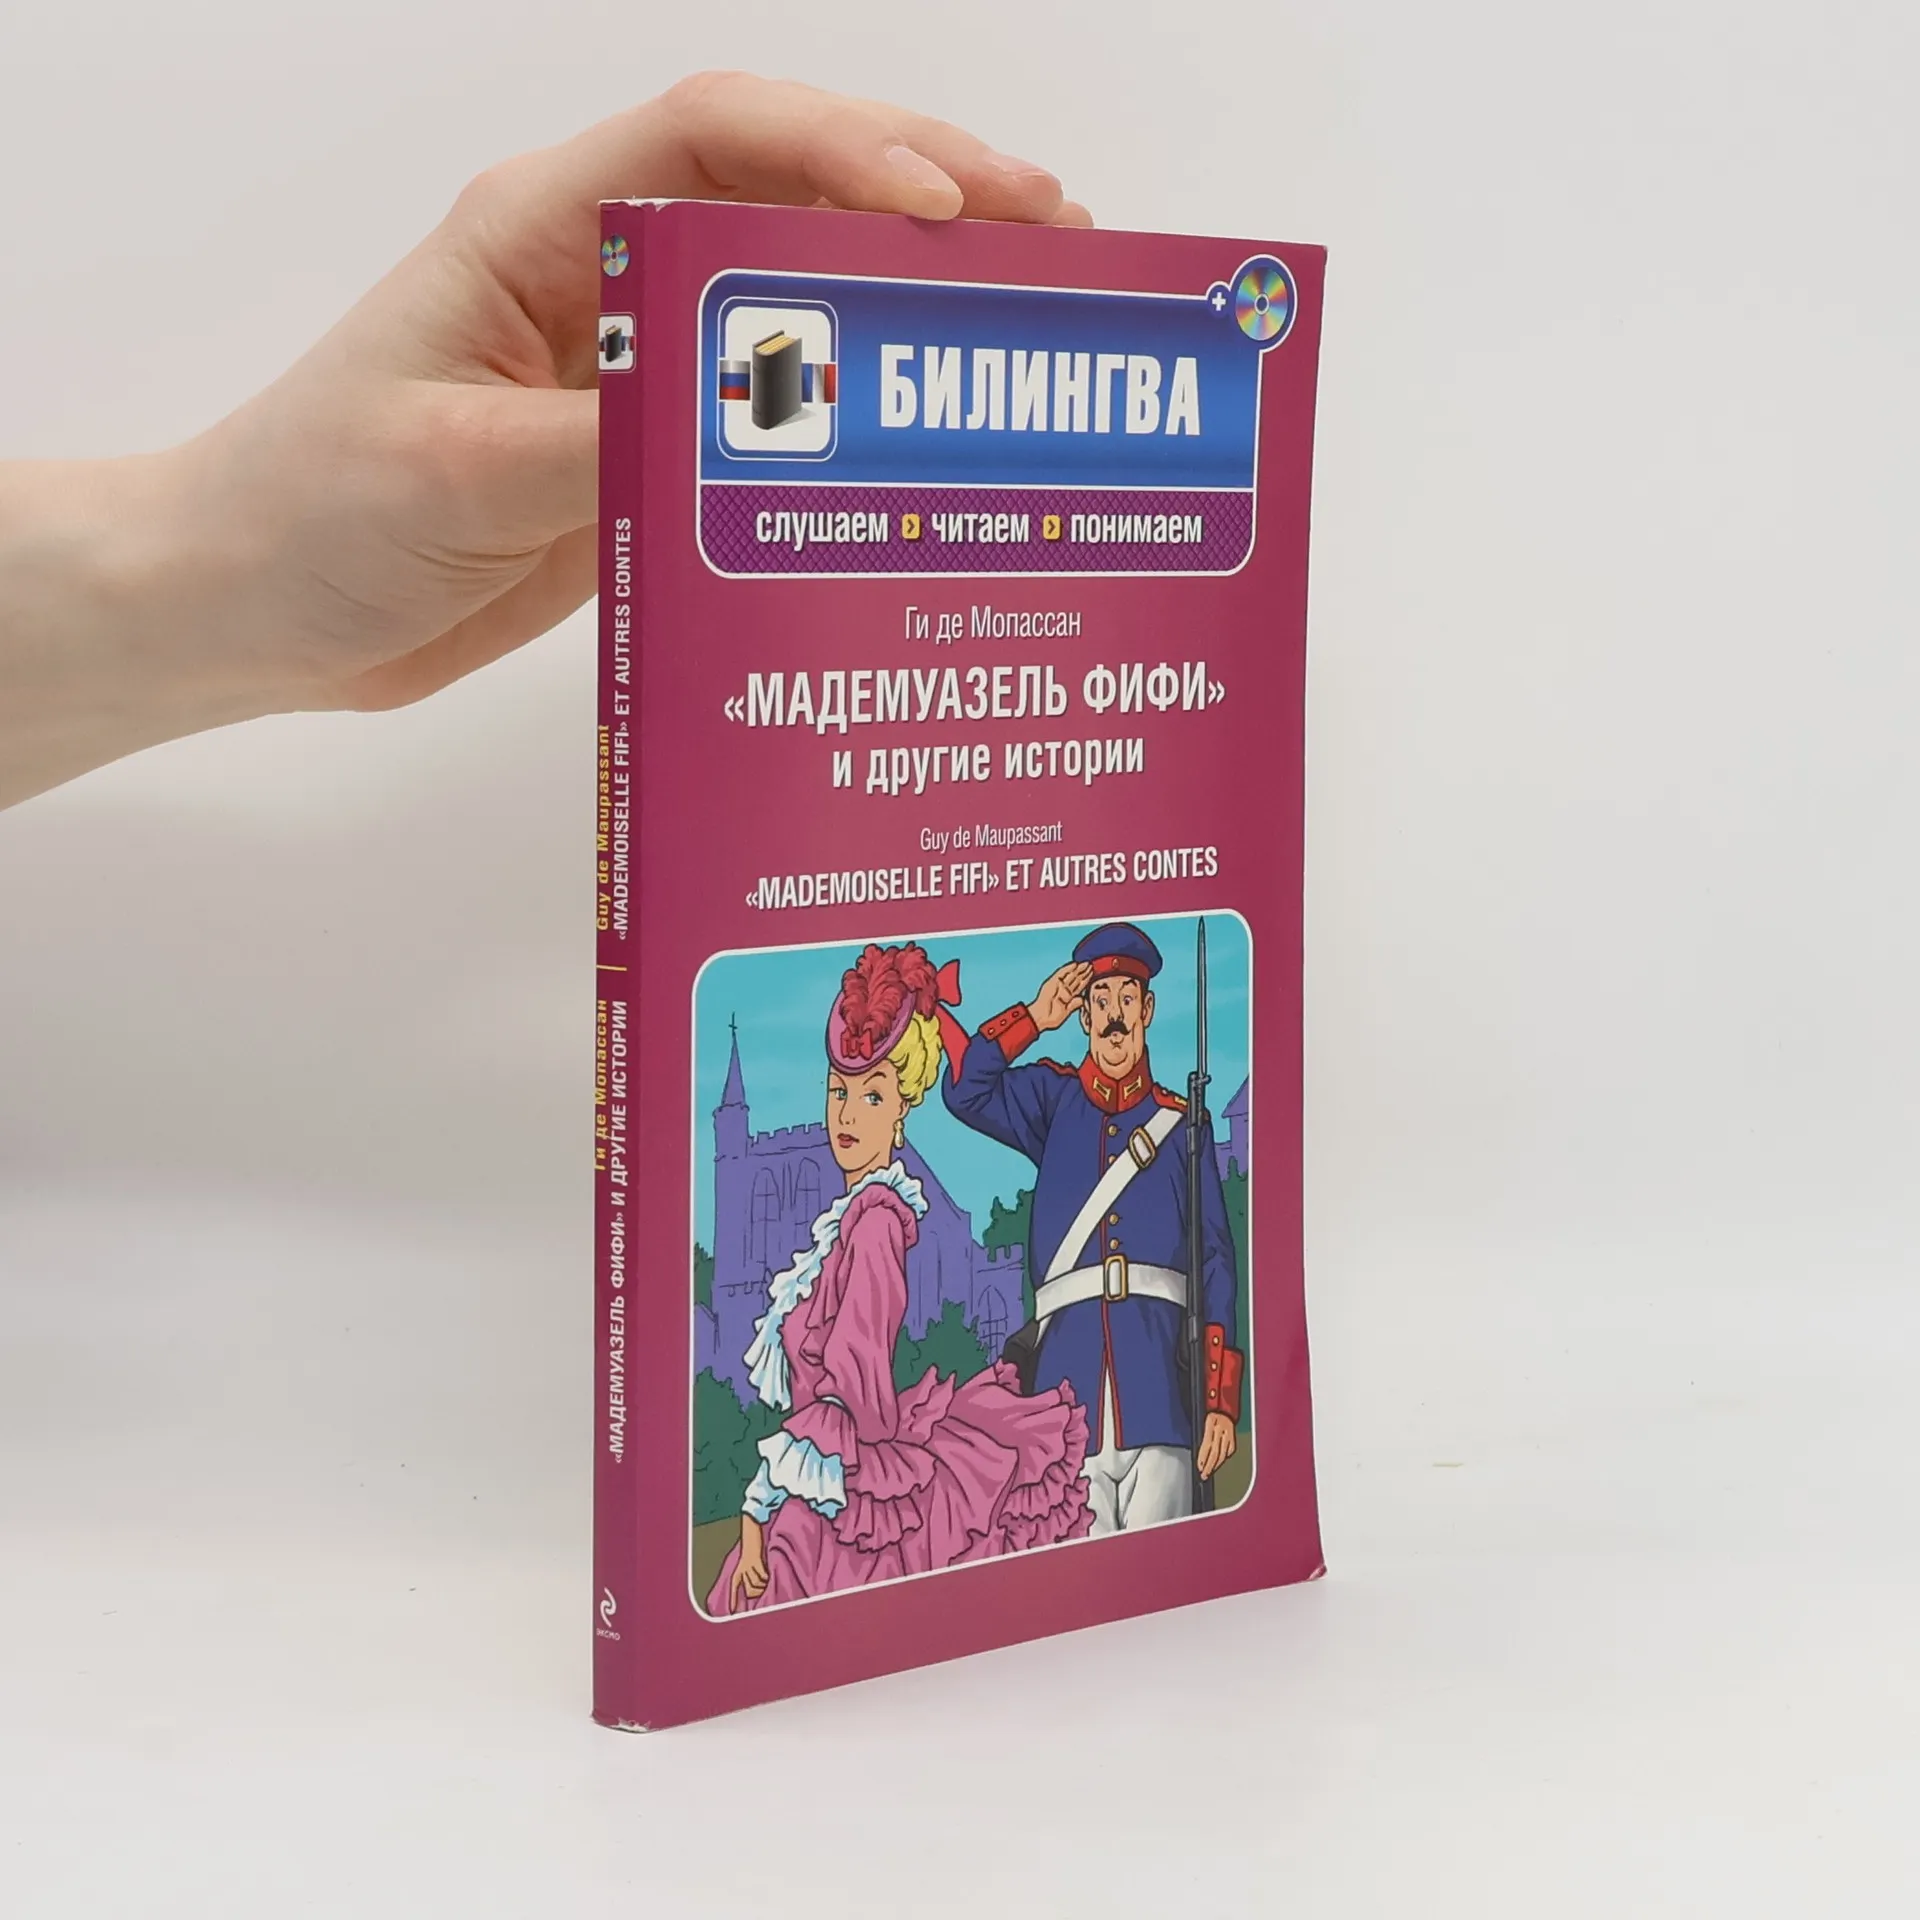 БИЛИНГВА
слушаем › читаем › понимаем
Ги де Мопассан
«МАДЕМУАЗЕЛЬ ФИФИ»
и другие истории
Guy de Maupassant
«MADEMOISELLE FIFI» ET AUTRES CONTES
Ги де Мопассан | Guy de Maupassant
«МАДЕМУАЗЕЛЬ ФИФИ» И ДРУГИЕ ИСТОРИИ | «MADEMOISELLE FIFI» ET AUTRES CONTES
ЭКСМО